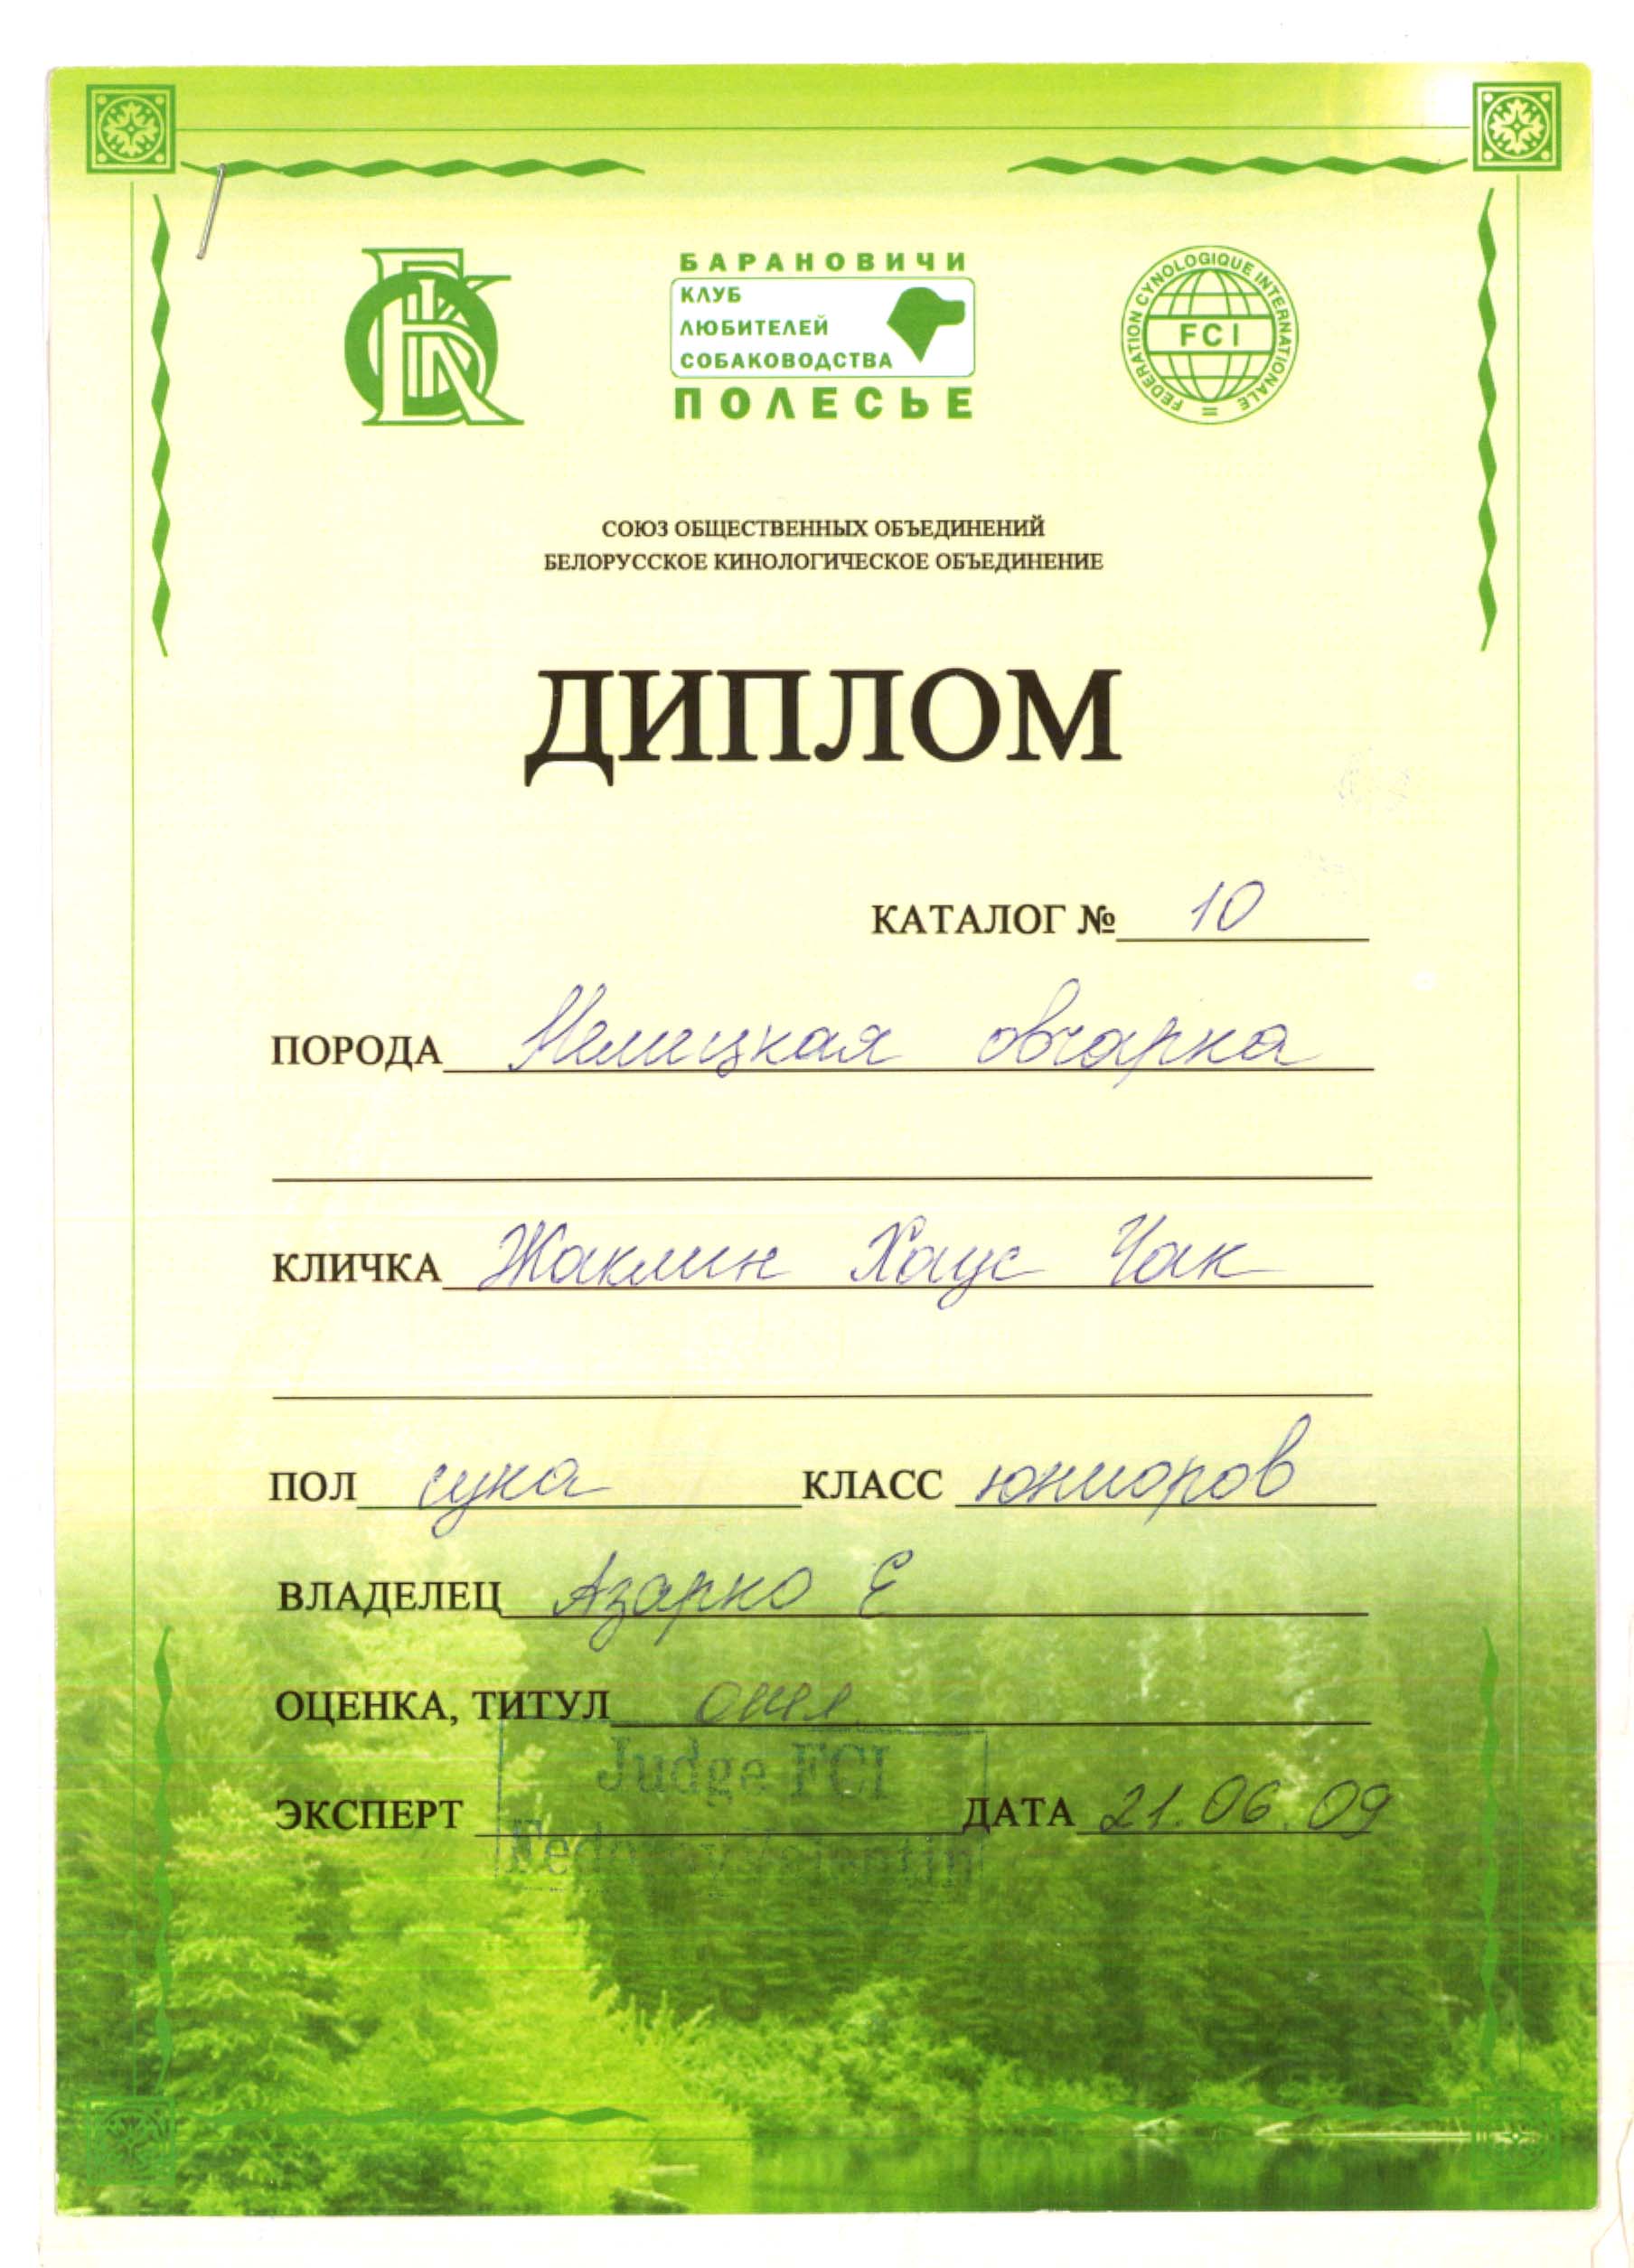 БАРАНОВИЧИ
КЛУБ
ЛЮБИТЕЛЕЙ
СОБАКОВОДСТВА
ПОЛЕСЬЕ
FEDERATION CYNOLOGIQUE INTERNATIONALE
FCI
СОЮЗ ОБЩЕСТВЕННЫХ ОБЪЕДИНЕНИЙ
БЕЛОРУССКОЕ КИНОЛОГИЧЕСКОЕ ОБЪЕДИНЕНИЕ
ДИПЛОМ
КАТАЛОГ № 10
ПОРОДА Немецкая овчарка
КЛИЧКА Жаклин Хаус Чак
ПОЛ сука КЛАСС юниоров
ВЛАДЕЛЕЦ Азарко Е
ОЦЕНКА, ТИТУЛ
Judge FCI
ЭКСПЕРТ ДАТА 21.06.09
Valentin